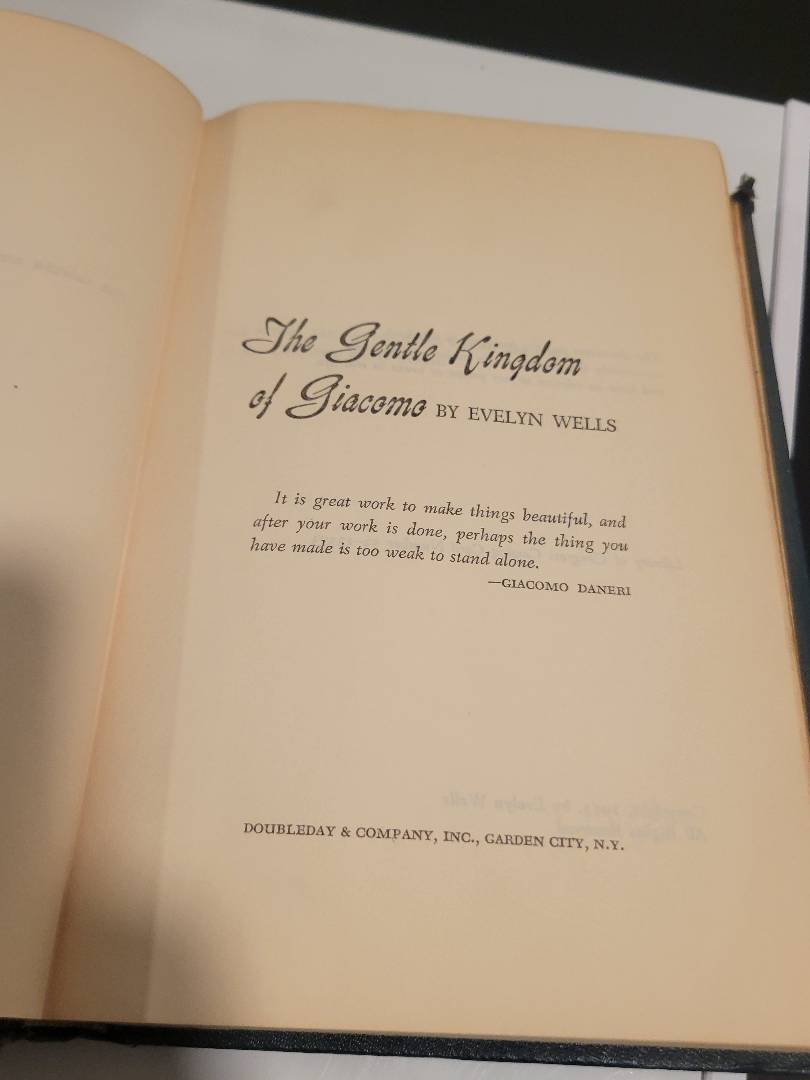 The Gentle Kingdom
of Giacomo BY EVELYN WELLS
It is great work to make things beautiful, and
after your work is done, perhaps the thing you
have made is too weak to stand alone.
—GIACOMO DANERI
DOUBLEDAY & COMPANY, INC., GARDEN CITY, N.Y.